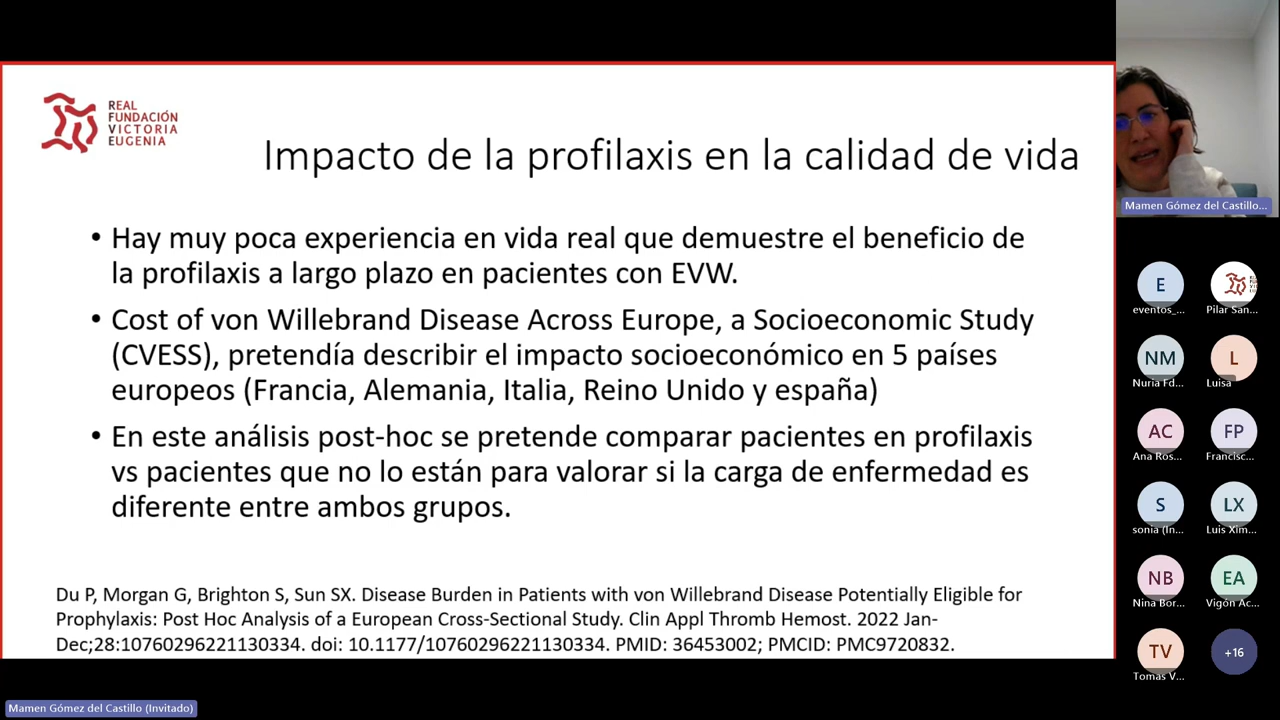 REAL
FUNDACIÓN
VICTORIA
EUGENIA
Impacto de la profilaxis en la calidad de vida
• Hay muy poca experiencia en vida real que demuestre el beneficio de
la profilaxis a largo plazo en pacientes con EVW.
• Cost of von Willebrand Disease Across Europe, a Socioeconomic Study
(CVESS), pretendía describir el impacto socioeconómico en 5 países
europeos (Francia, Alemania, Italia, Reino Unido y españa)
• En este análisis post-hoc se pretende comparar pacientes en profilaxis
vs pacientes que no lo están para valorar si la carga de enfermedad es
diferente entre ambos grupos.
Du P, Morgan G, Brighton S, Sun SX. Disease Burden in Patients with von Willebrand Disease Potentially Eligible for
Prophylaxis: Post Hoc Analysis of a European Cross-Sectional Study. Clin Appl Thromb Hemost. 2022 Jan-
Dec;28:10760296221130334. doi: 10.1177/10760296221130334. PMID: 36453002; PMCID: PMC9720832.
Mamen Gómez del Castillo (Invitado)
Mamen Gómez del Castillo...
E
eventos_...
Pilar San...
NM
Nuria Fd...
L
Luisa
AC
Ana Ros...
FP
Francisc...
S
sonia (In...
LX
Luis Xim...
NB
Nina Bor...
EA
Vigón Ac...
TV
Tomas V...
+16